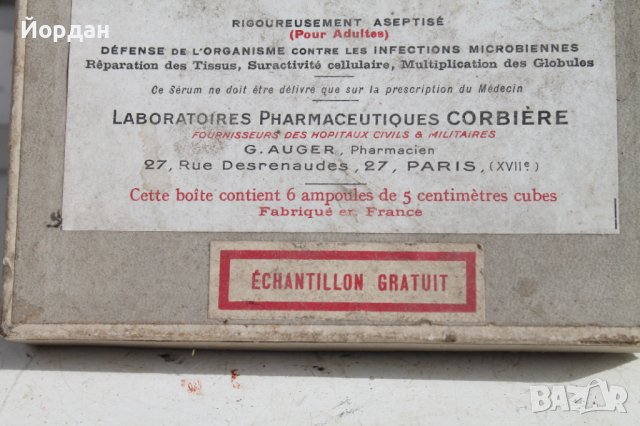 Йордан
RIGOUREUSEMENT ASEPTISÉ
(Pour Adultes)
DÉFENSE DE L'ORGANISME CONTRE LES INFECTIONS MICROBIENNES
Réparation des Tissus, Suractivité cellulaire, Multiplication des Globules
Ce Sérum ne doit être délivré que sur la prescription du Médecin
LABORATOIRES PHARMACEUTIQUES CORBIÈRE
FOURNISSEURS DES HOPITAUX CIVILS & MILITAIRES
G. AUGER, Pharmacien
27, Rue Desrenaudes, 27, PARIS, (XVIIe)
Cette boîte contient 6 ampoules de 5 centimètres cubes
Fabriqué en France
ÉCHANTILLON GRATUIT
BAZAR